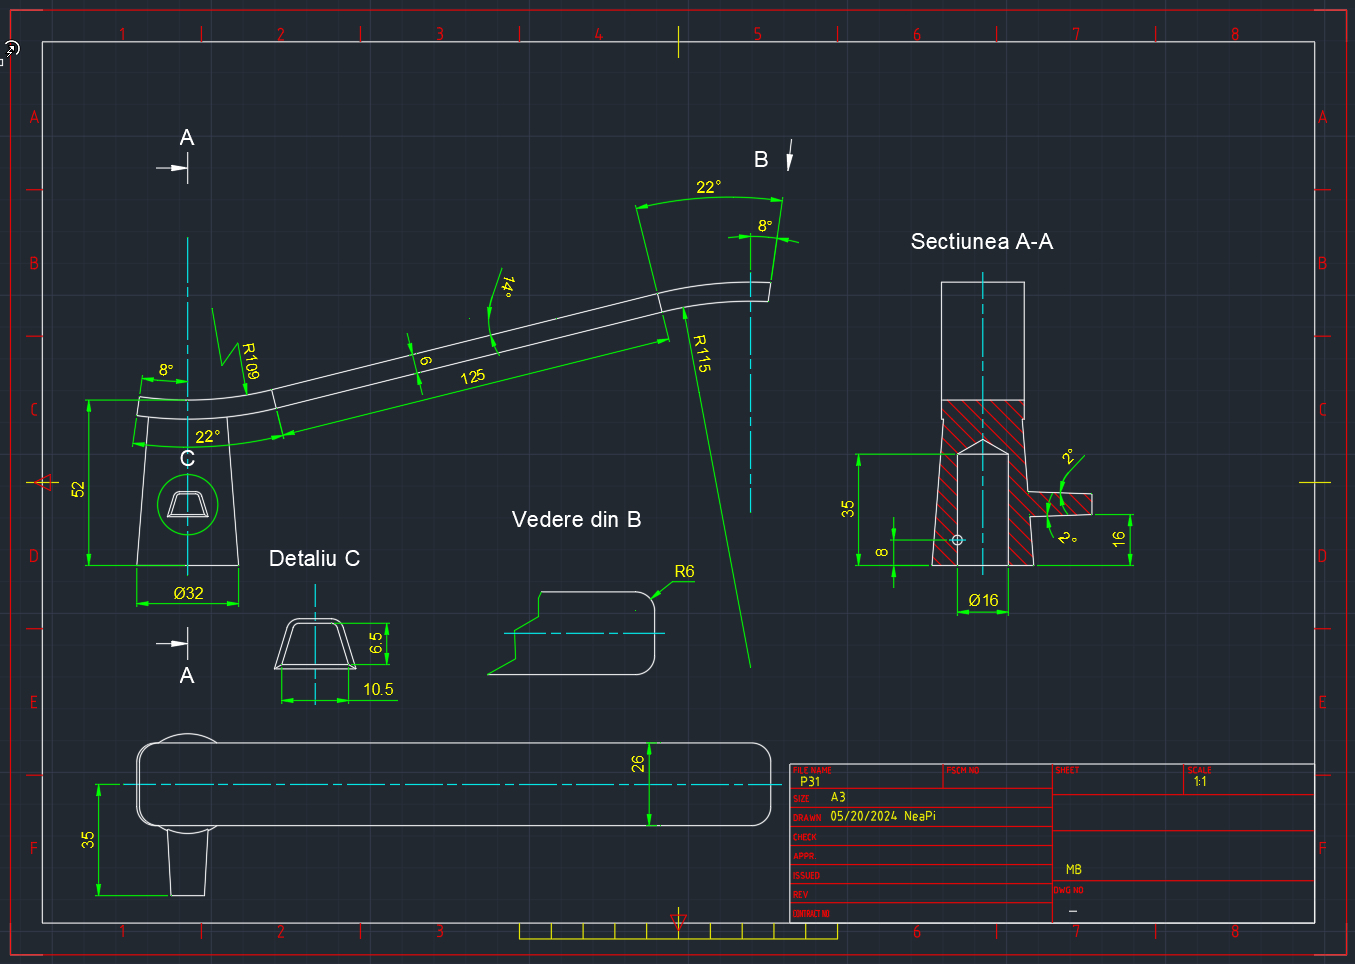 1 2 3 4 5 6 7 8
A A
A
B
22°
8°
Sectiunea A-A
B B
14°
R109
6
125
R115
8°
C C
22°
C
52
2°
35
Vedere din B
8
2°
16
D D
Detaliu C
R6
Ø32
Ø16
6.5
A
10.5
E E
26
35
FILE NAME
P31
FSCM NO
SHEET
SCALE
1:1
SIZE A3
DRAWN 05/20/2024 NeaPi
CHECK
APPR.
ISSUED
MB
REV
DWG NO
CONTRACT NO
–
F F
1 2 3 6 7 8